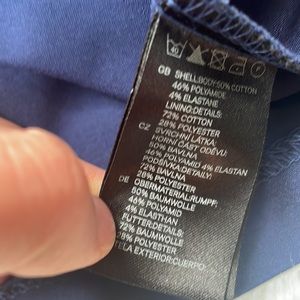 40
GB SHELL:BODY:50% COTTON
46% POLYAMIDE
4% ELASTANE
LINING:DETAILS:
72% COTTON
28% POLYESTER
CZ SVRCHNÍ LÁTKA:
HORNÍ ČÁST ODĚVU:
50% BAVLNA
46% POLYAMID 4% ELASTAN
PODŠÍVKA:DETAILY:
72% BAVLNA
28% POLYESTER
DE OBERMATERIAL:RUMPF:
50% BAUMWOLLE
46% POLYAMID
4% ELASTHAN
FUTTER:DETAILS:
72% BAUMWOLLE
28% POLYESTER
TELA EXTERIOR:CUERPO: